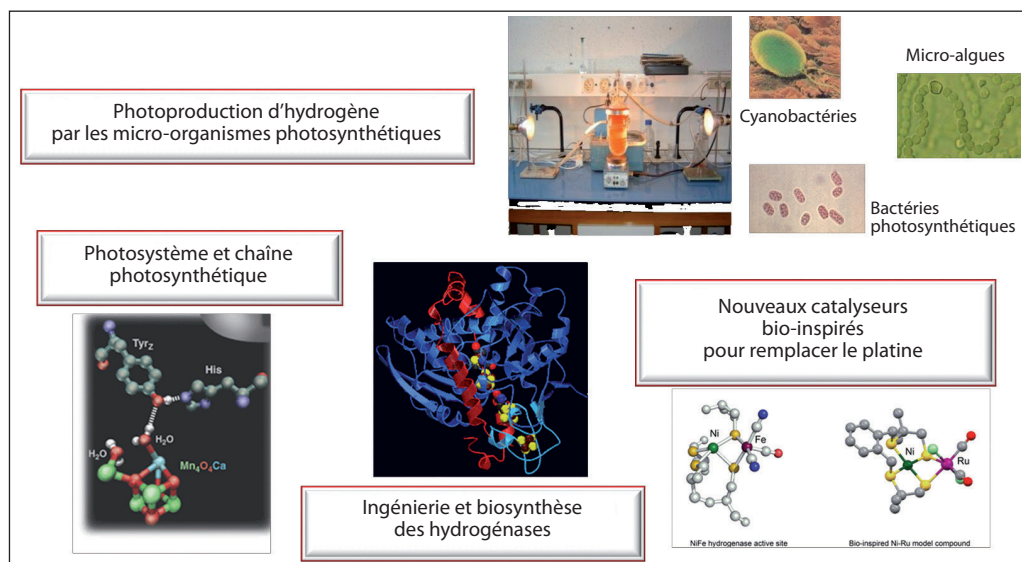 Photoproduction d'hydrogène
par les micro-organismes photosynthétiques
Cyanobactéries
Micro-algues
Bactéries
photosynthétiques
Photosystème et chaîne
photosynthétique
Tyrz
His
H₂O
H₂O
Mn₄O₄Ca
Ingénierie et biosynthèse
des hydrogénases
Nouveaux catalyseurs
bio-inspirés
pour remplacer le platine
Ni
Fe
NiFe hydrogenase active site
Ni
Ru
Bio-inspired Ni-Ru model compound